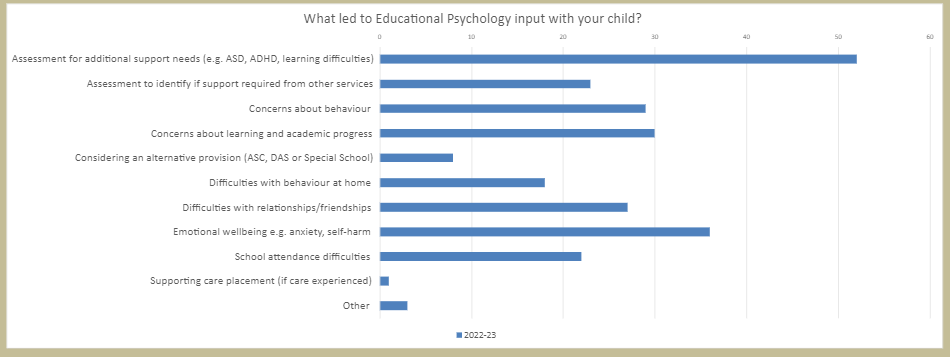 What led to Educational Psychology input with your child?
0 10 20 30 40 50 60
Assessment for additional support needs (e.g. ASD, ADHD, learning difficulties)
Assessment to identify if support required from other services
Concerns about behaviour
Concerns about learning and academic progress
Considering an alternative provision (ASC, DAS or Special School)
Difficulties with behaviour at home
Difficulties with relationships/friendships
Emotional wellbeing e.g. anxiety, self-harm
School attendance difficulties
Supporting care placement (if care experienced)
Other
2022-23